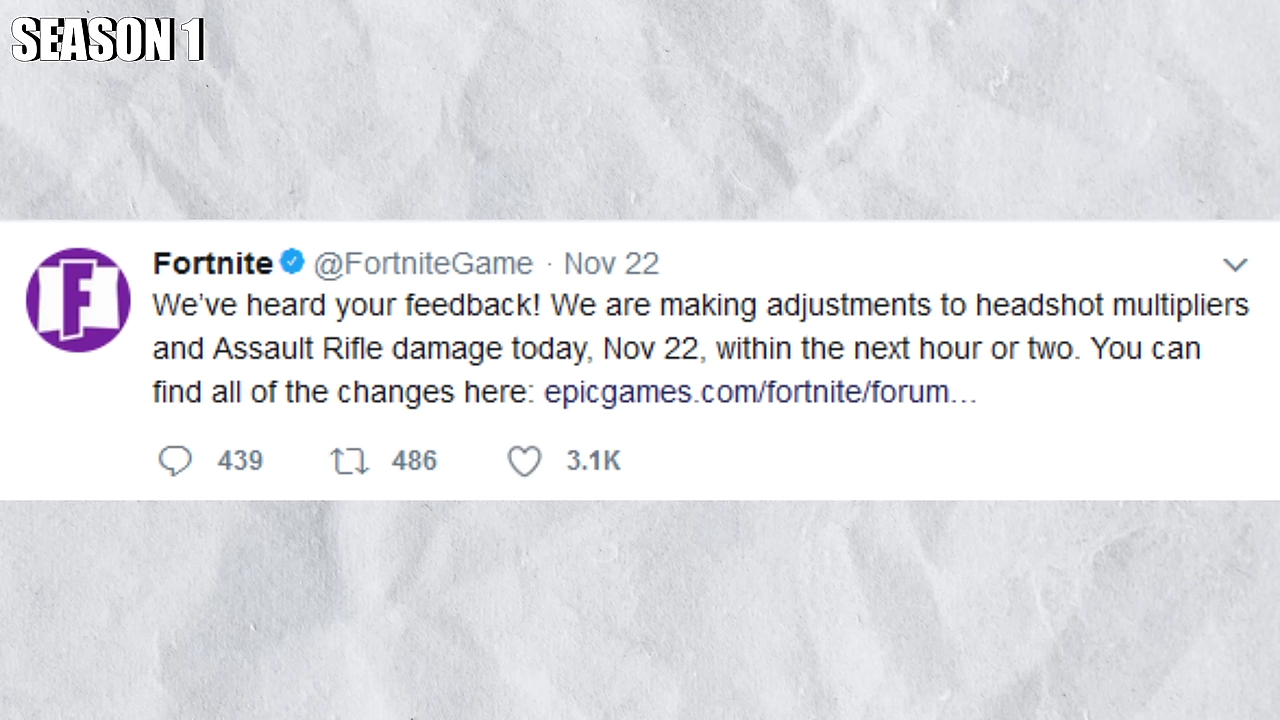 SEASON 1
Fortnite @FortniteGame · Nov 22
We've heard your feedback! We are making adjustments to headshot multipliers
and Assault Rifle damage today, Nov 22, within the next hour or two. You can
find all of the changes here: epicgames.com/fortnite/forum…
439 486 3.1K